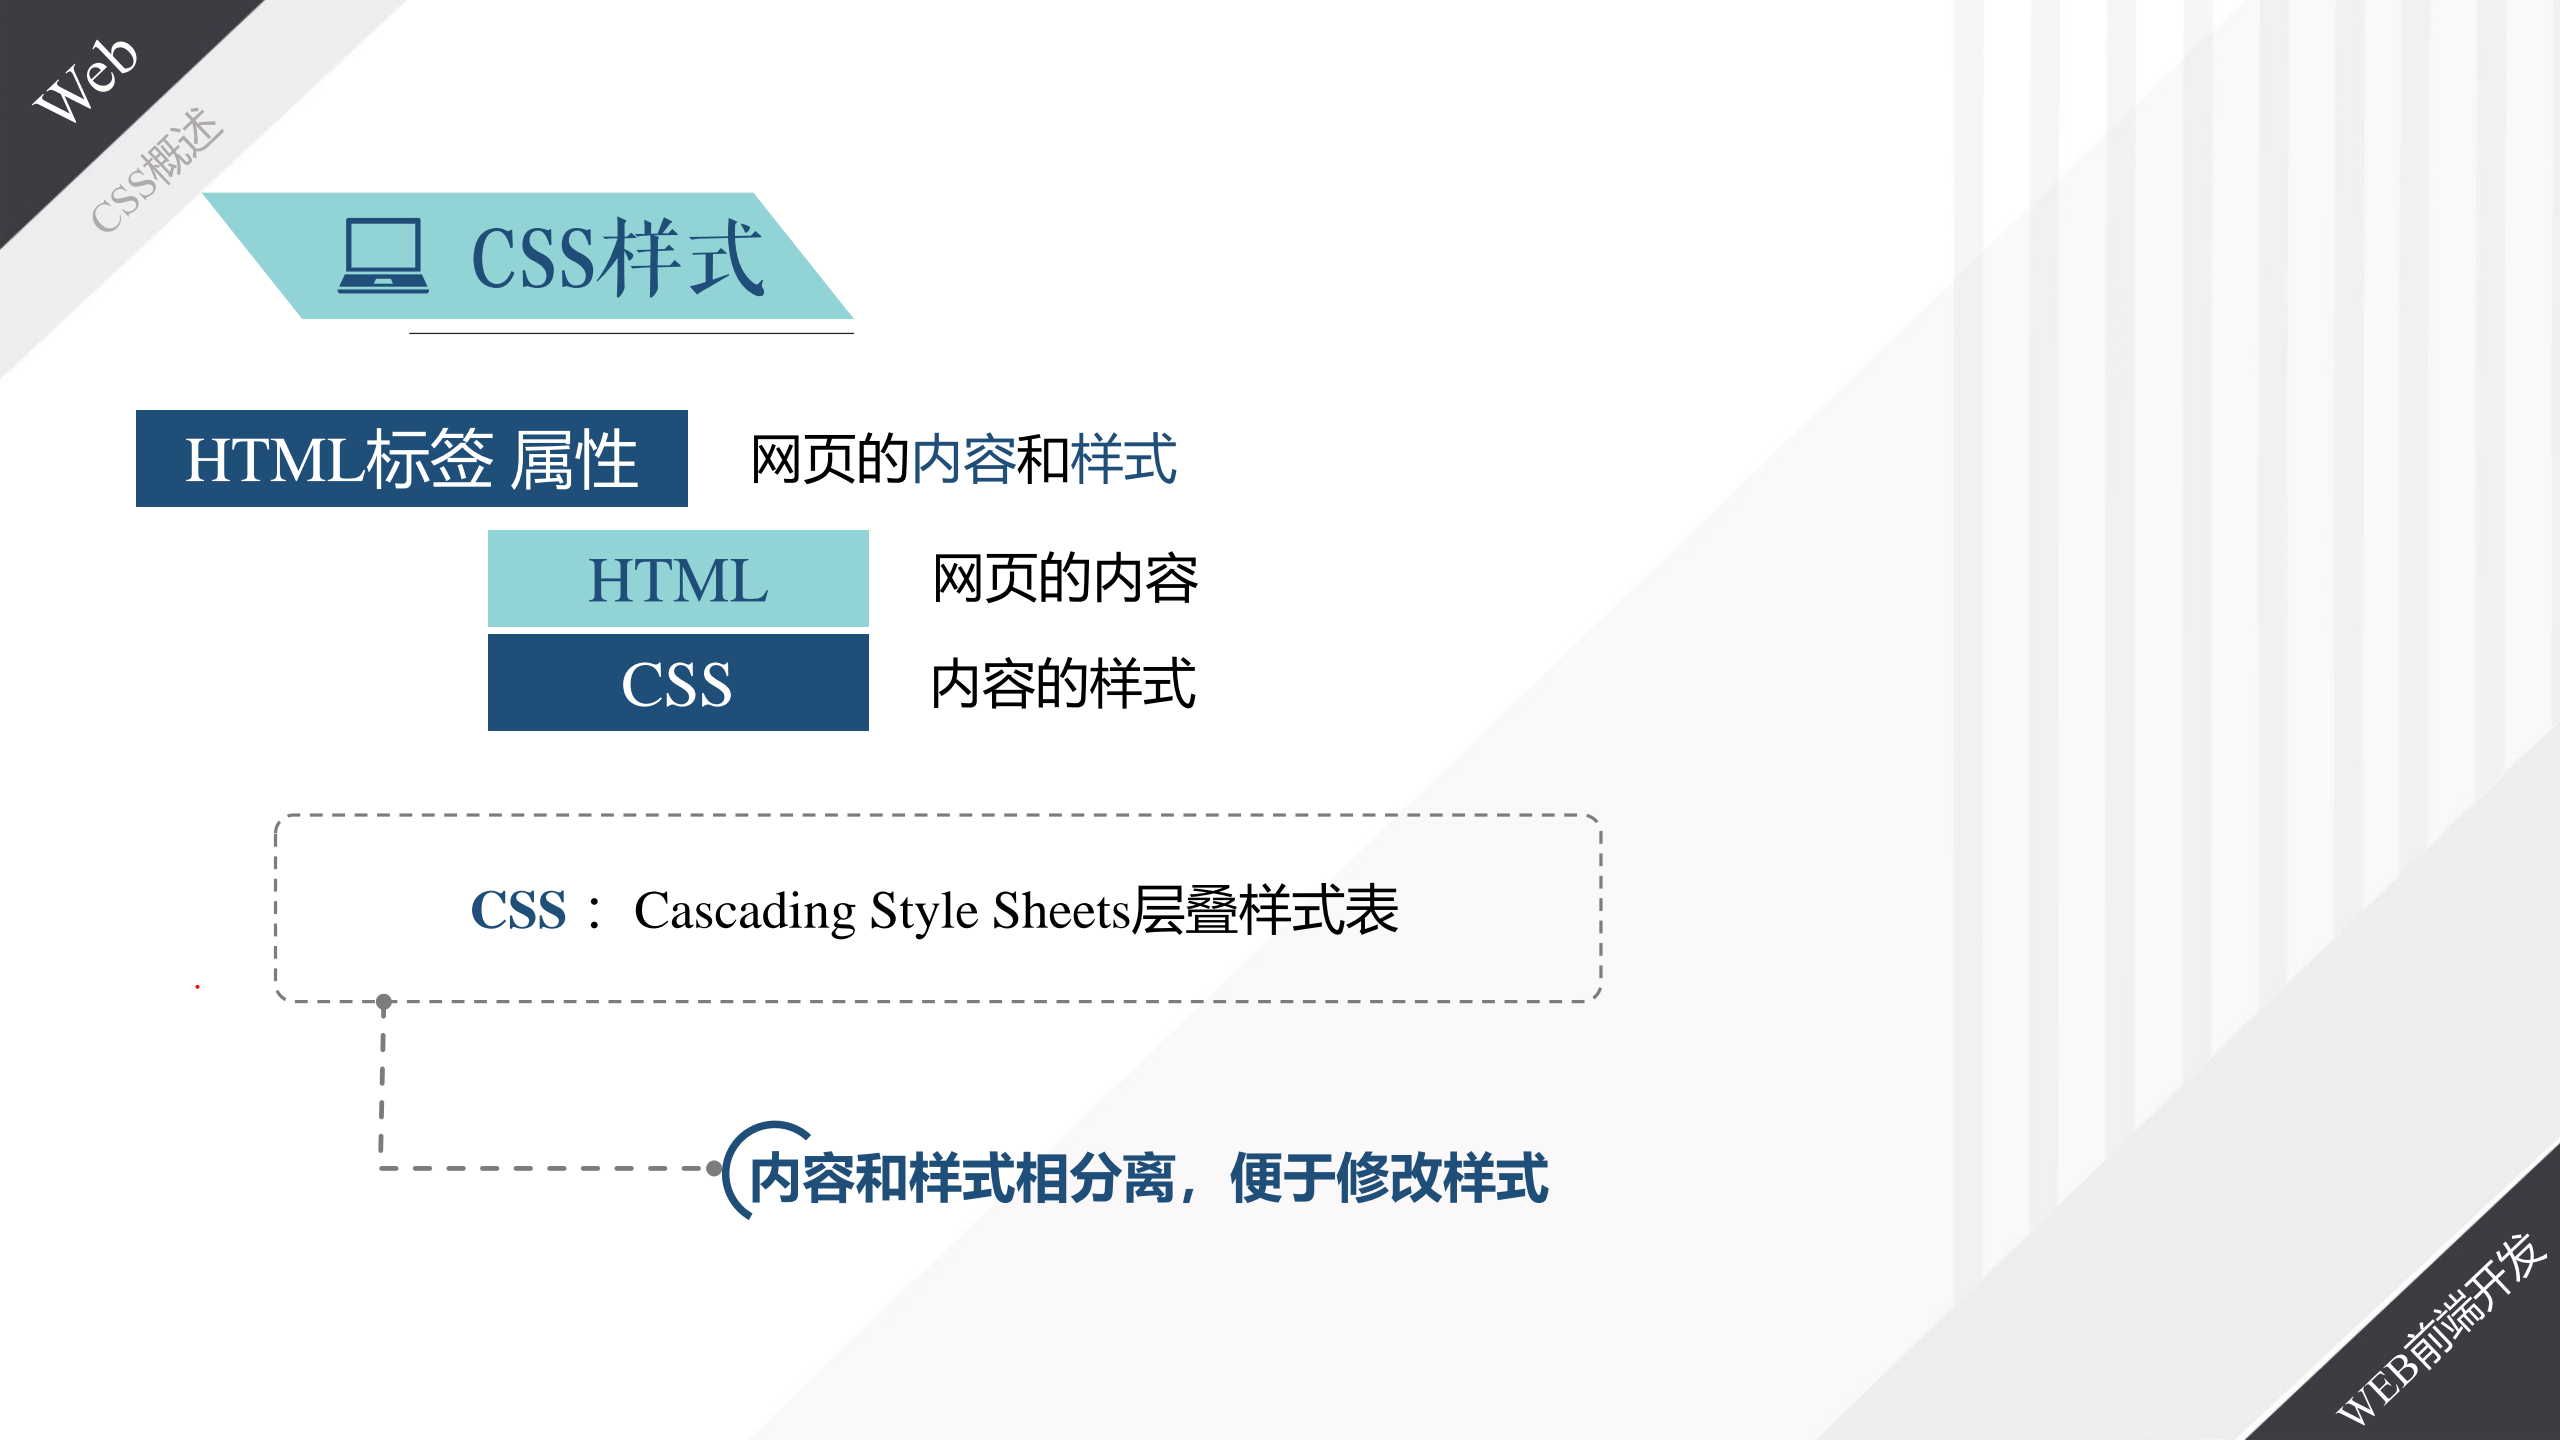 Web
CSS概述
CSS样式
HTML标签 属性
网页的内容和样式
HTML
网页的内容
CSS
内容的样式
CSS： Cascading Style Sheets层叠样式表
内容和样式相分离，便于修改样式
WEB前端开发